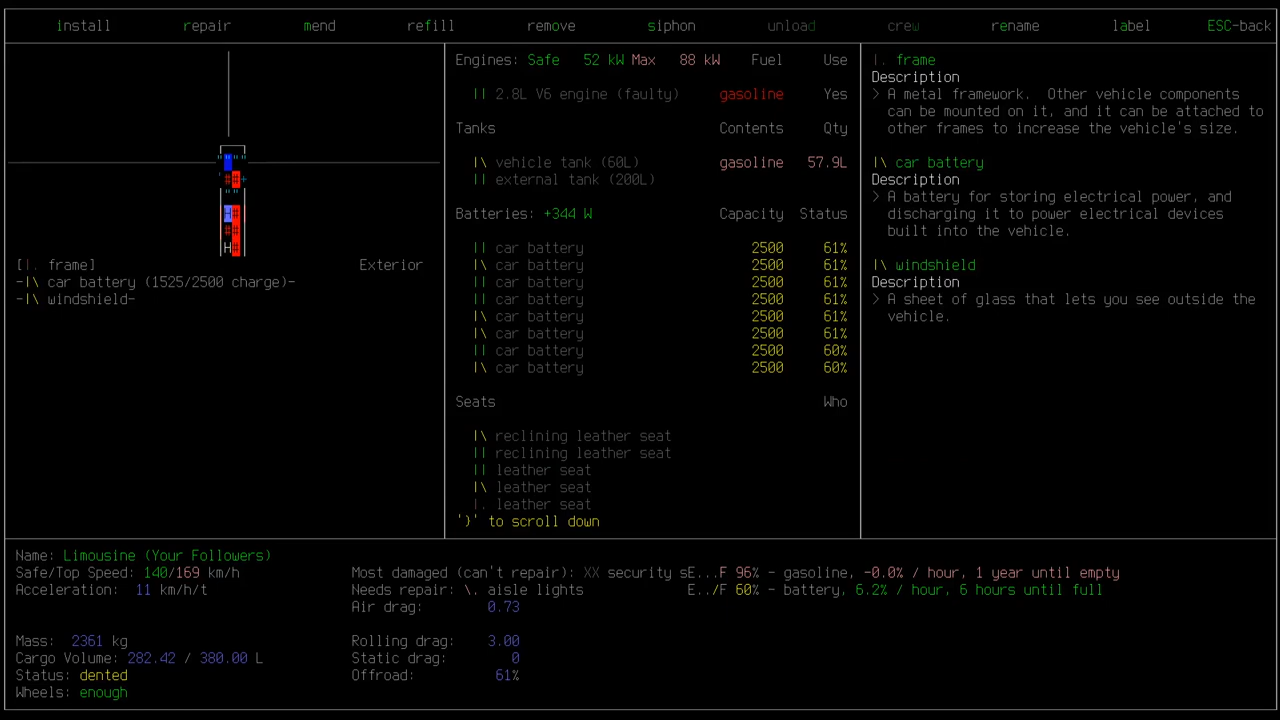 install repair mend refill remove siphon unload crew rename label ESC-back
Engines: Safe 52 kW Max 88 kW Fuel Use
|| 2.8L V6 engine (faulty) gasoline Yes
Tanks Contents Qty
|\ vehicle tank (60L) gasoline 57.9L
|| external tank (200L)
Batteries: +344 W Capacity Status
|| car battery 2500 61%
|\ car battery 2500 61%
|| car battery 2500 61%
|| car battery 2500 61%
|\ car battery 2500 61%
|\ car battery 2500 61%
|| car battery 2500 60%
|\ car battery 2500 60%
Seats Who
|\ reclining leather seat
|| reclining leather seat
|| leather seat
|\ leather seat
|. leather seat
'}' to scroll down
[|. frame] Exterior
-|\ car battery (1525/2500 charge)-
-|\ windshield-
|. frame
Description
> A metal framework. Other vehicle components
can be mounted on it, and it can be attached to
other frames to increase the vehicle's size.
|\ car battery
Description
> A battery for storing electrical power, and
discharging it to power electrical devices
built into the vehicle.
|\ windshield
Description
> A sheet of glass that lets you see outside the
vehicle.
Name: Limousine (Your Followers)
Safe/Top Speed: 140/169 km/h
Acceleration: 11 km/h/t
Mass: 2361 kg
Cargo Volume: 282.42 / 380.00 L
Status: dented
Wheels: enough
Most damaged (can't repair): XX security s
Needs repair: \. aisle lights
Air drag: 0.73
Rolling drag: 3.00
Static drag: 0
Offroad: 61%
E...F 96% - gasoline, -0.0% / hour, 1 year until empty
E../F 60% - battery, 6.2% / hour, 6 hours until full